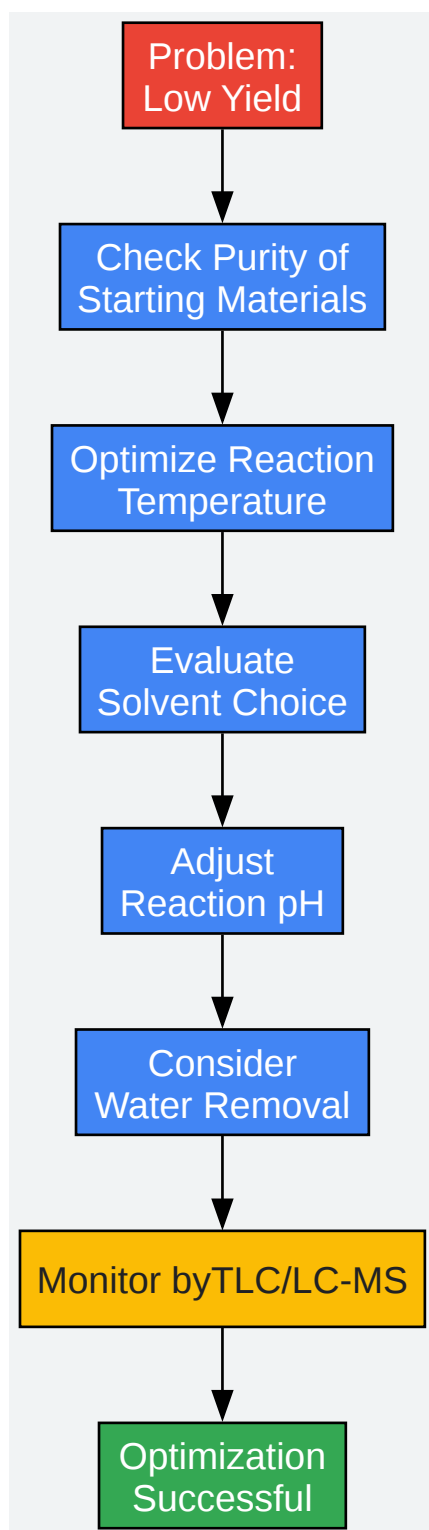 Problem:
Low Yield
Check Purity of
Starting Materials
Optimize Reaction
Temperature
Evaluate
Solvent Choice
Adjust
Reaction pH
Consider
Water Removal
Monitor byTLC/LC-MS
Optimization
Successful